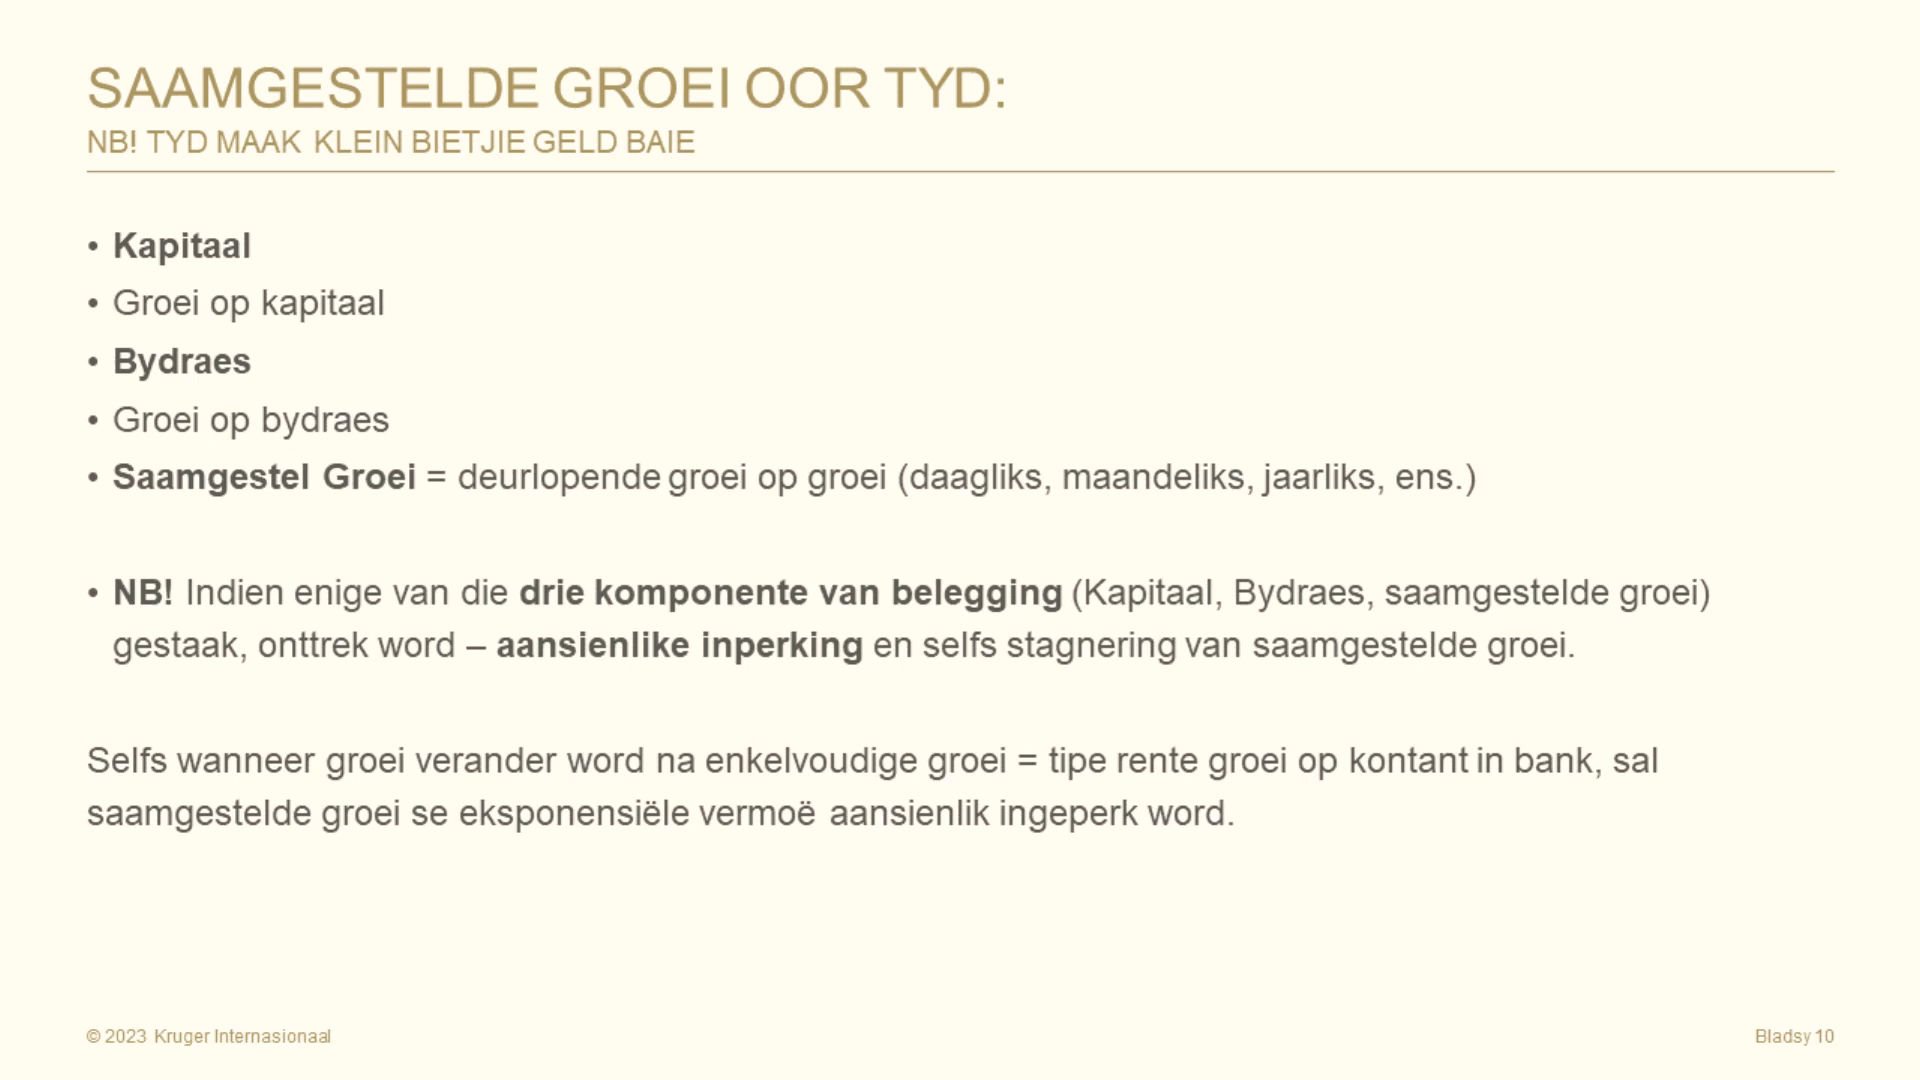 SAAMGESTELDE GROEI OOR TYD:
NB! TYD MAAK KLEIN BIETJIE GELD BAIE
• Kapitaal
• Groei op kapitaal
• Bydraes
• Groei op bydraes
• Saamgestel Groei = deurlopende groei op groei (daagliks, maandeliks, jaarliks, ens.)
• NB! Indien enige van die drie komponente van belegging (Kapitaal, Bydraes, saamgestelde groei)
gestaak, onttrek word – aansienlike inperking en selfs stagnering van saamgestelde groei.
Selfs wanneer groei verander word na enkelvoudige groei = tipe rente groei op kontant in bank, sal
saamgestelde groei se eksponensiële vermoë aansienlik ingeperk word.
© 2023 Kruger Internasionaal
Bladsy 10